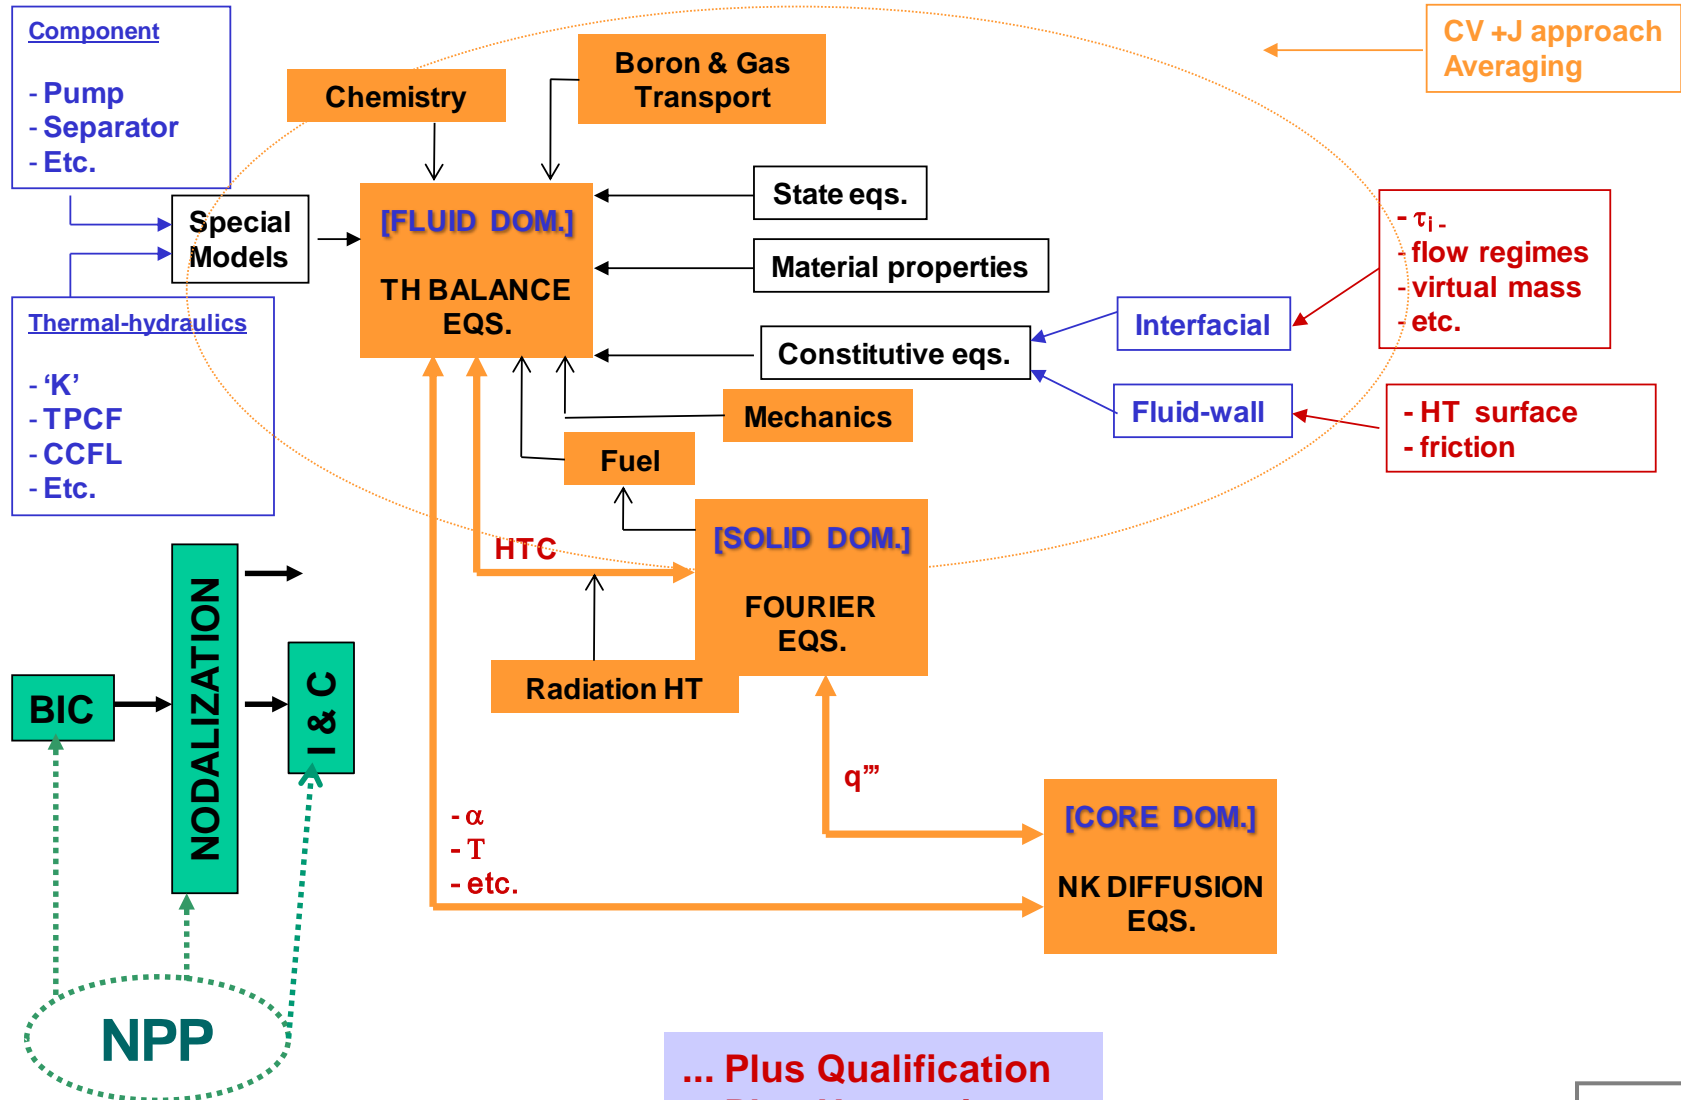 Component
- Pump
- Separator
- Etc.
Chemistry
Boron & Gas
Transport
CV +J approach
Averaging
Special
Models
[FLUID DOM.]
TH BALANCE
EQS.
State eqs.
Material properties
Constitutive eqs.
Interfacial
Fluid-wall
- τi -
- flow regimes
- virtual mass
- etc.
- HT surface
- friction
Thermal-hydraulics
- ‘K’
- TPCF
- CCFL
- Etc.
Mechanics
Fuel
HTC
[SOLID DOM.]
FOURIER
EQS.
Radiation HT
BIC
NODALIZATION
I & C
q’’’
- α
- T
- etc.
[CORE DOM.]
NK DIFFUSION
EQS.
NPP
... Plus Qualification